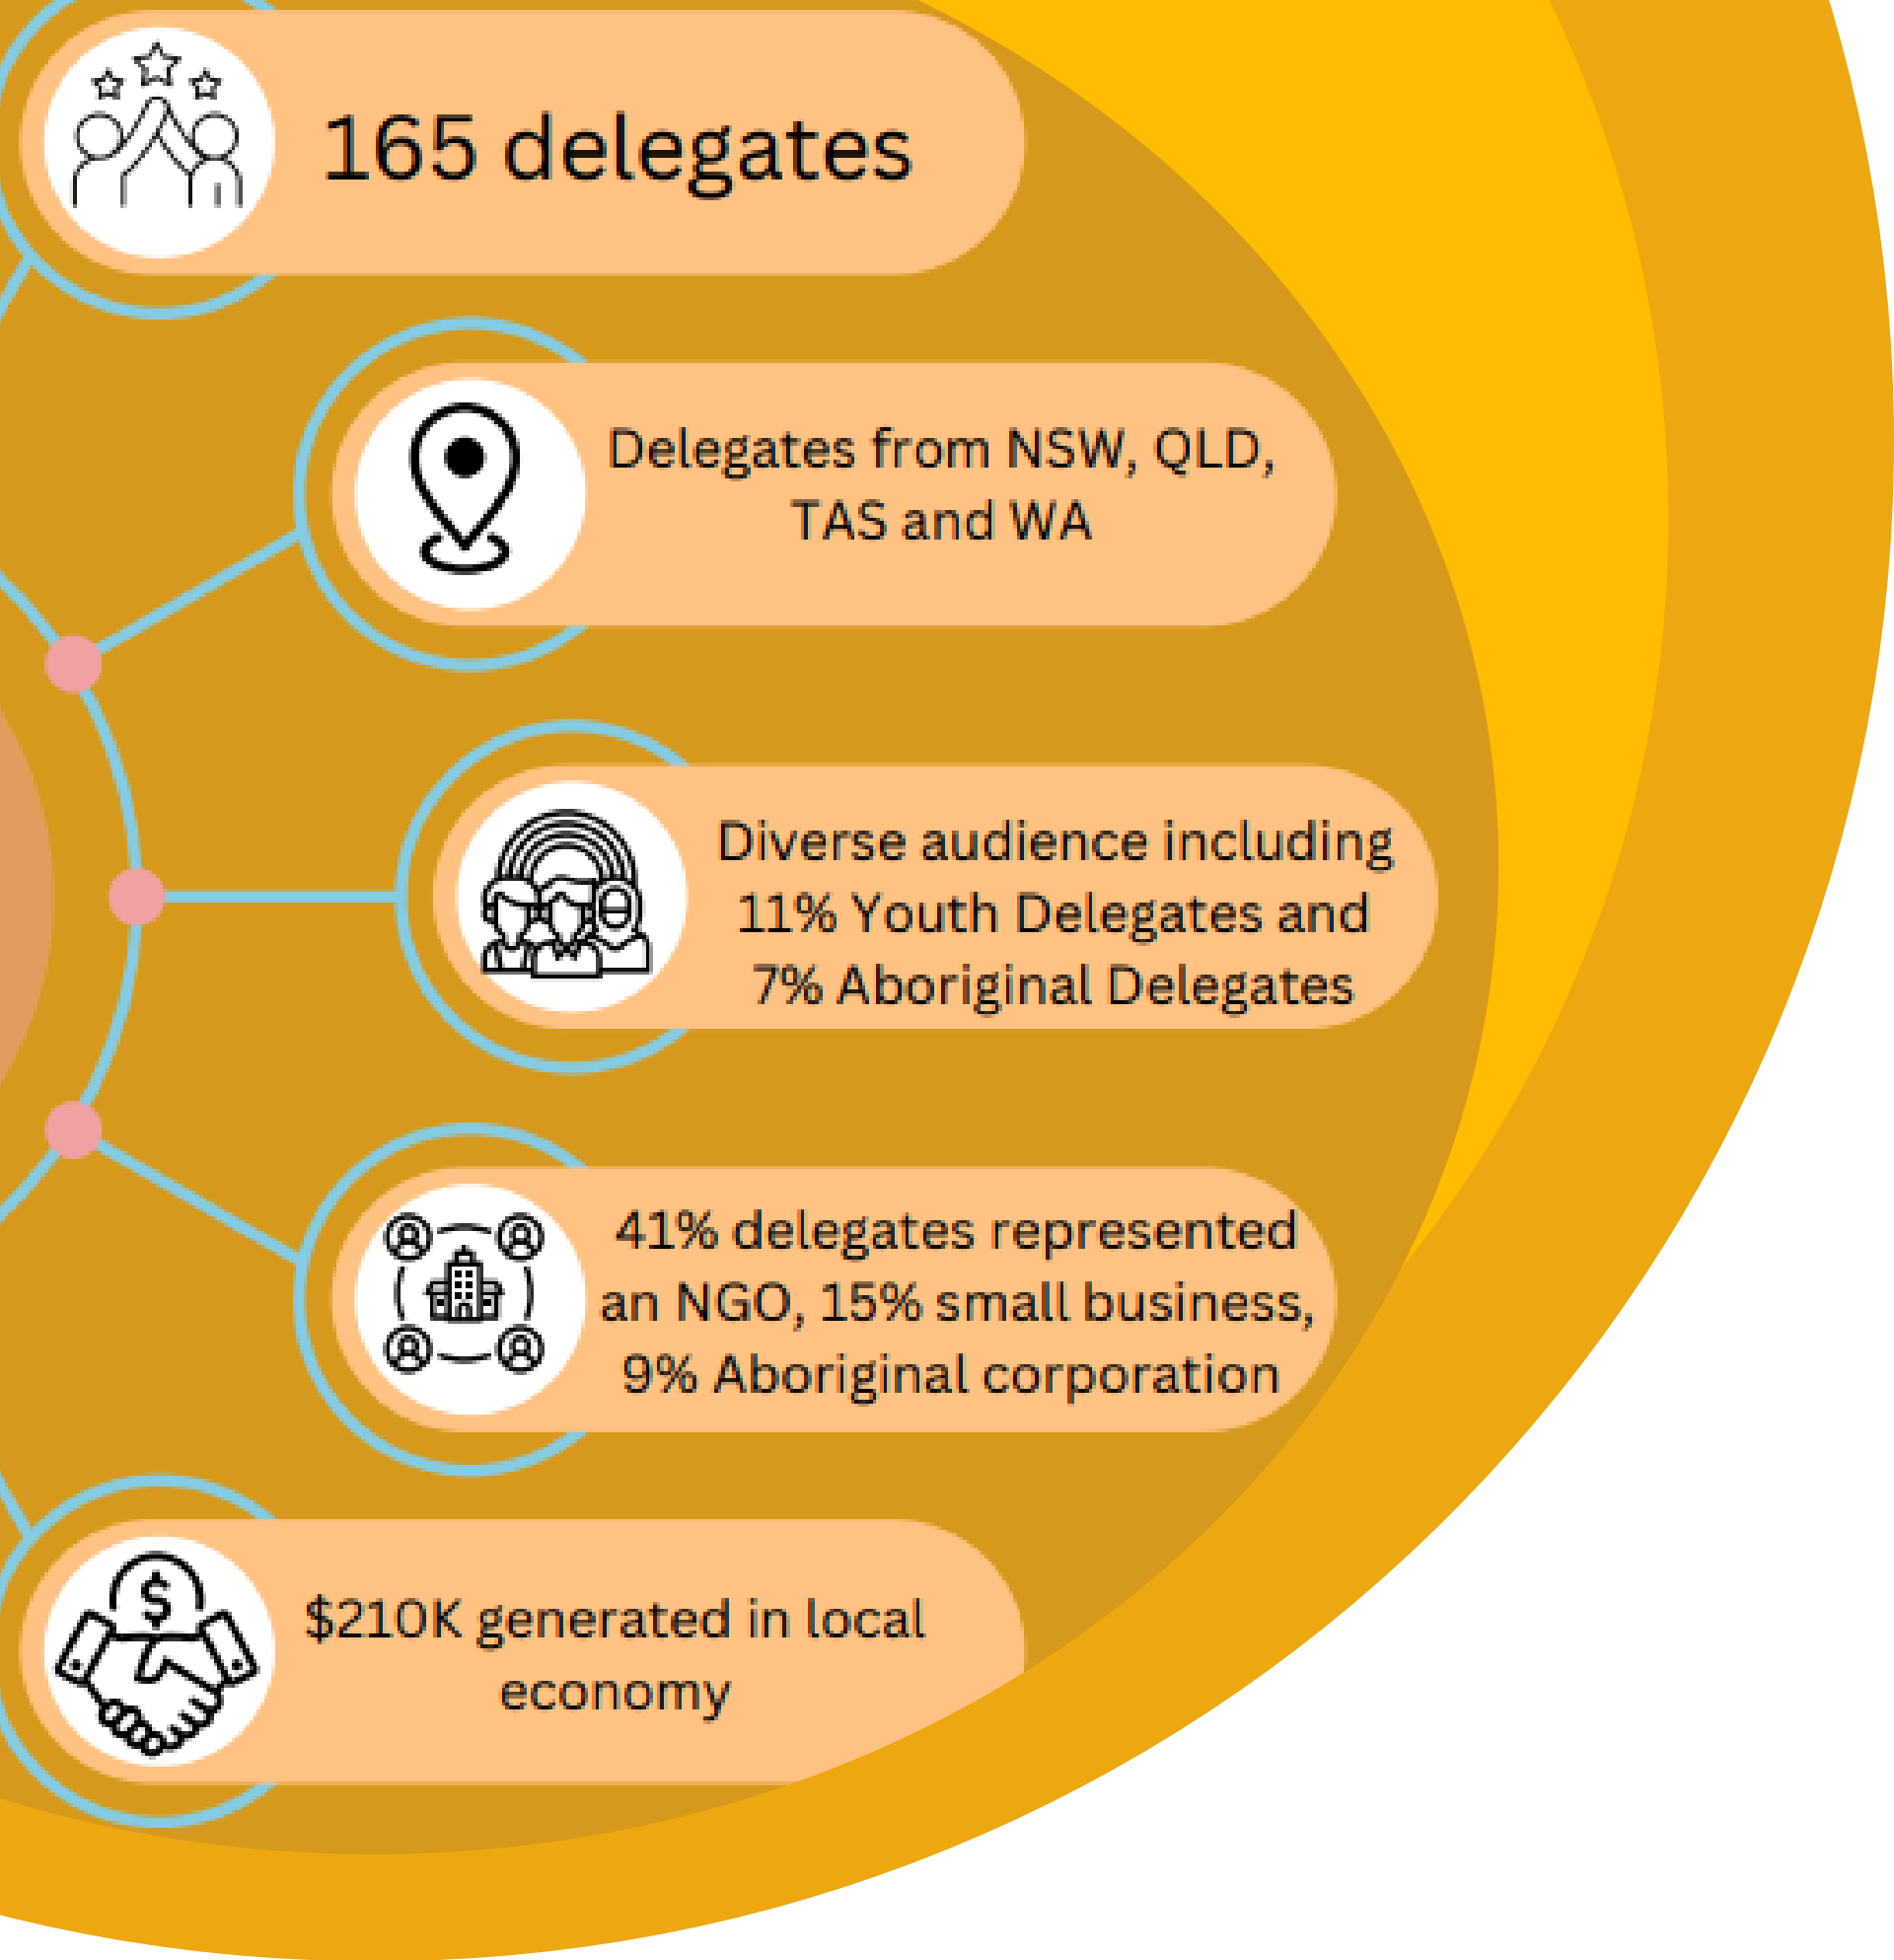 165 delegates
Delegates from NSW, QLD,
TAS and WA
Diverse audience including
11% Youth Delegates and
7% Aboriginal Delegates
41% delegates represented
an NGO, 15% small business,
9% Aboriginal corporation
$
$210K generated in local
economy